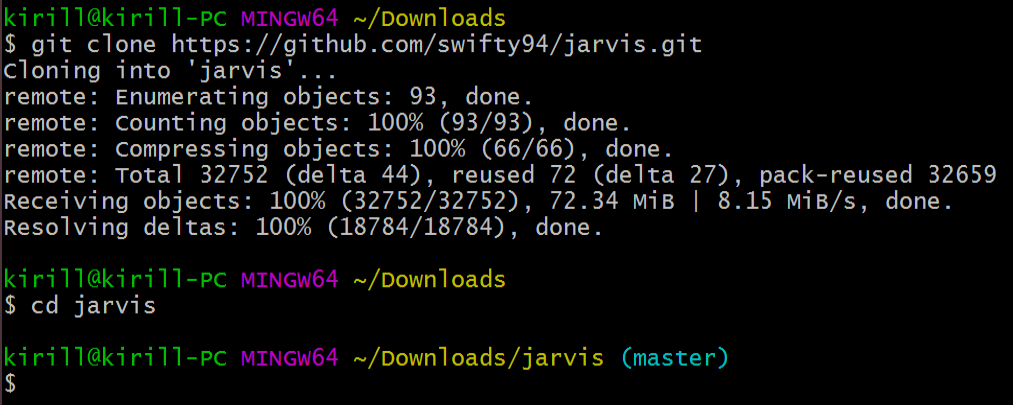 kirill@kirill-PC MINGW64 ~/Downloads
$ git clone https://github.com/swifty94/jarvis.git
Cloning into 'jarvis'...
remote: Enumerating objects: 93, done.
remote: Counting objects: 100% (93/93), done.
remote: Compressing objects: 100% (66/66), done.
remote: Total 32752 (delta 44), reused 72 (delta 27), pack-reused 32659
Receiving objects: 100% (32752/32752), 72.34 MiB | 8.15 MiB/s, done.
Resolving deltas: 100% (18784/18784), done.
kirill@kirill-PC MINGW64 ~/Downloads
$ cd jarvis
kirill@kirill-PC MINGW64 ~/Downloads/jarvis (master)
$